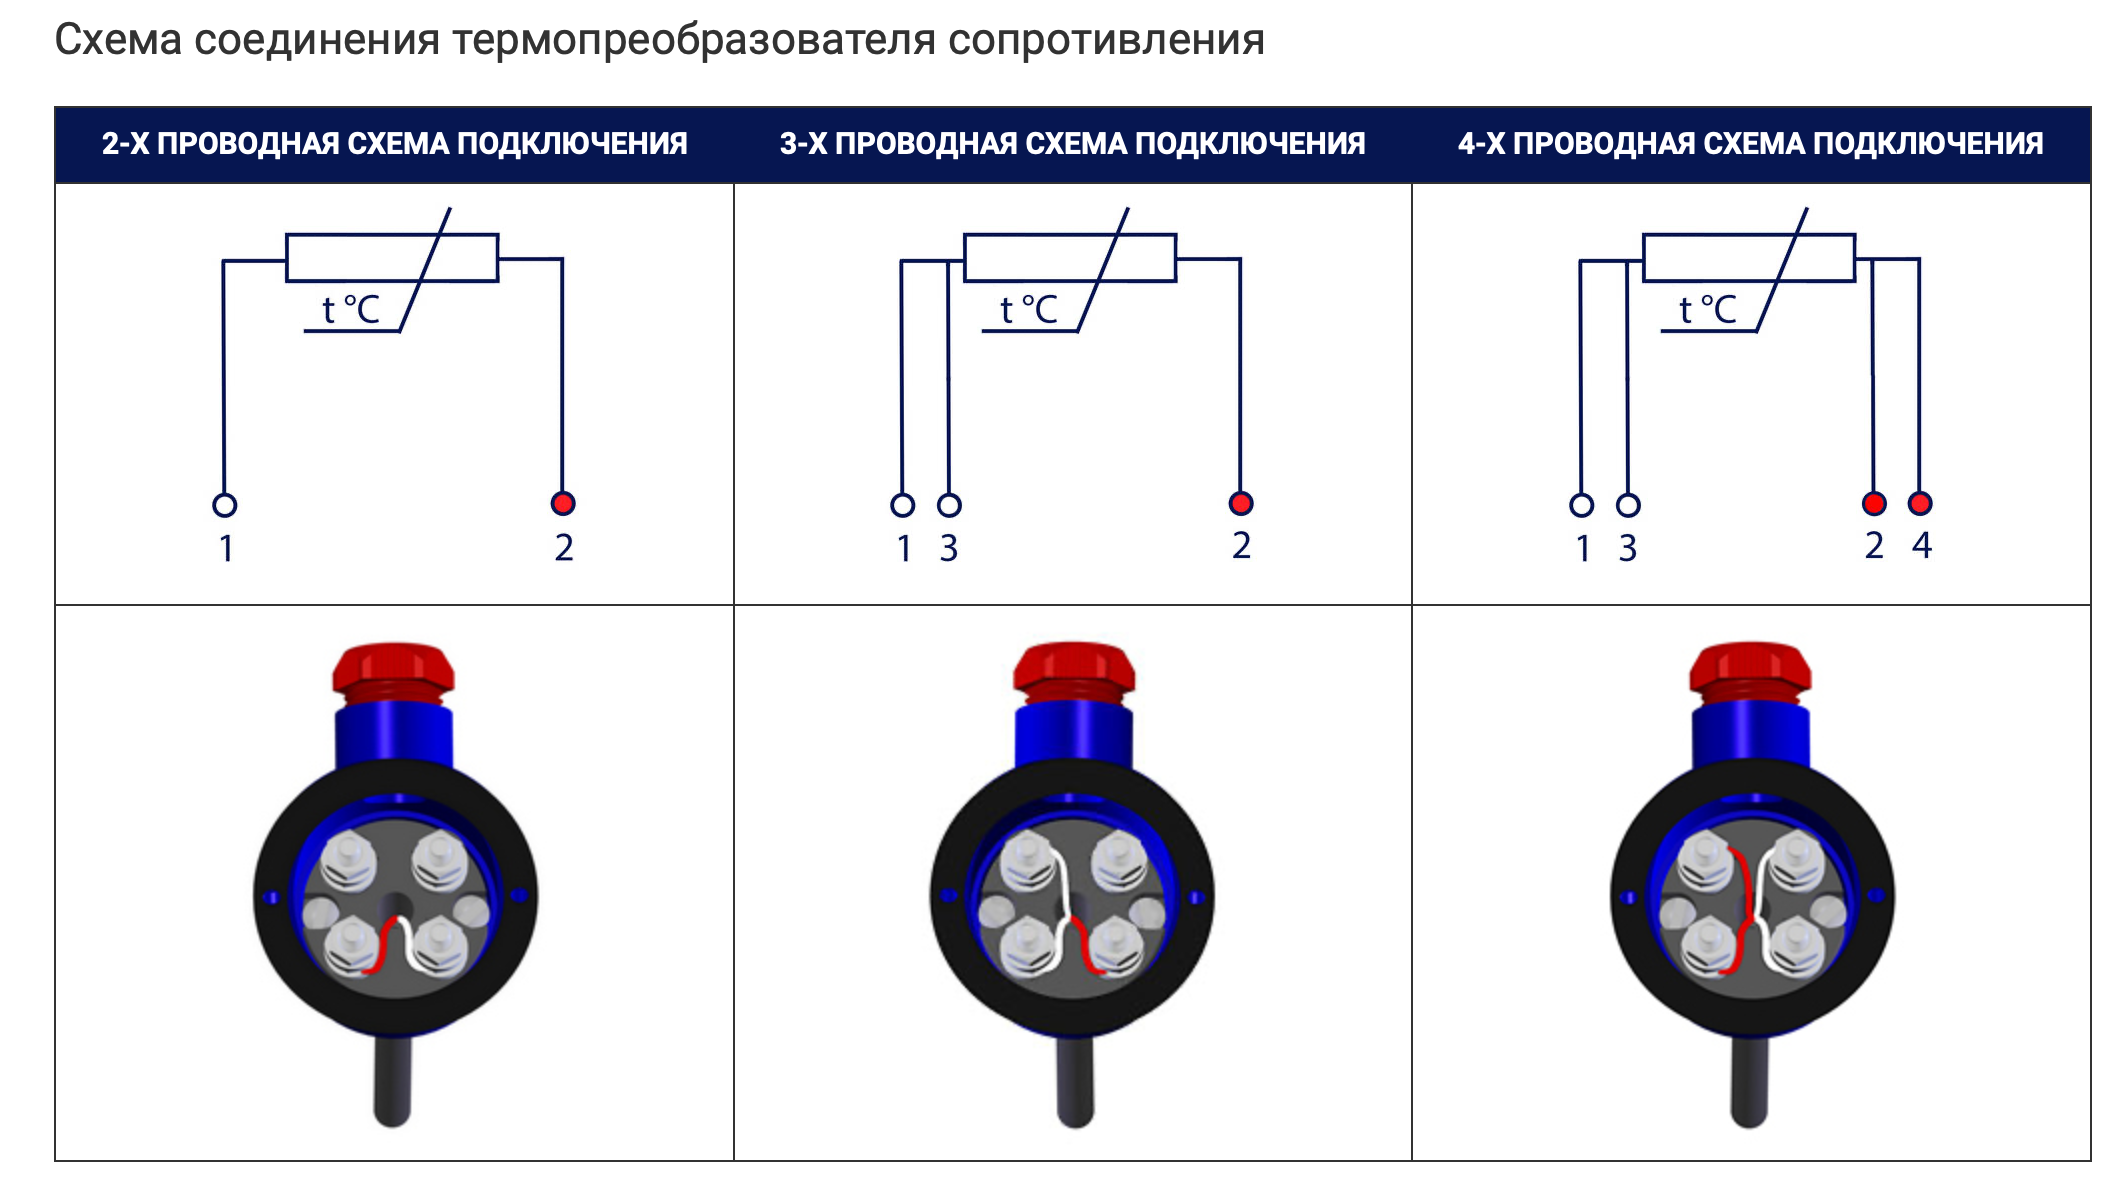 Схема соединения термопреобразователя сопротивления
2-Х ПРОВОДНАЯ СХЕМА ПОДКЛЮЧЕНИЯ
3-Х ПРОВОДНАЯ СХЕМА ПОДКЛЮЧЕНИЯ
4-Х ПРОВОДНАЯ СХЕМА ПОДКЛЮЧЕНИЯ
t °C
1 2
t °C
1 3 2
t °C
1 3 2 4